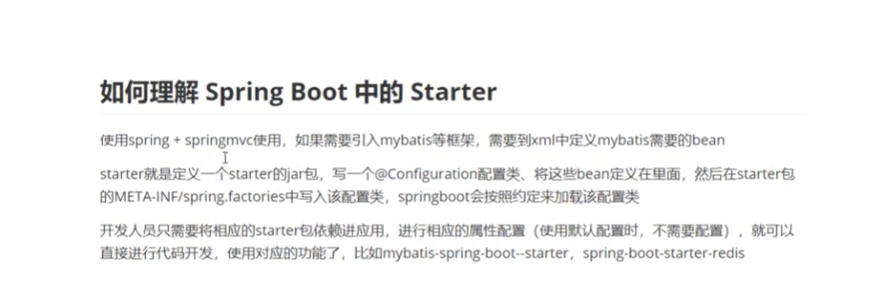 如何理解 Spring Boot 中的 Starter
使用spring + springmvc使用，如果需要引入mybatis等框架，需要到xml中定义mybatis需要的bean
starter就是定义一个starter的jar包，写一个@Configuration配置类、将这些bean定义在里面，然后在starter包
的META-INF/spring.factories中写入该配置类，springboot会按照约定来加载该配置类
开发人员只需要将相应的starter包依赖进应用，进行相应的属性配置（使用默认配置时，不需要配置），就可以
直接进行代码开发，使用对应的功能了，比如mybatis-spring-boot--starter，spring-boot-starter-redis